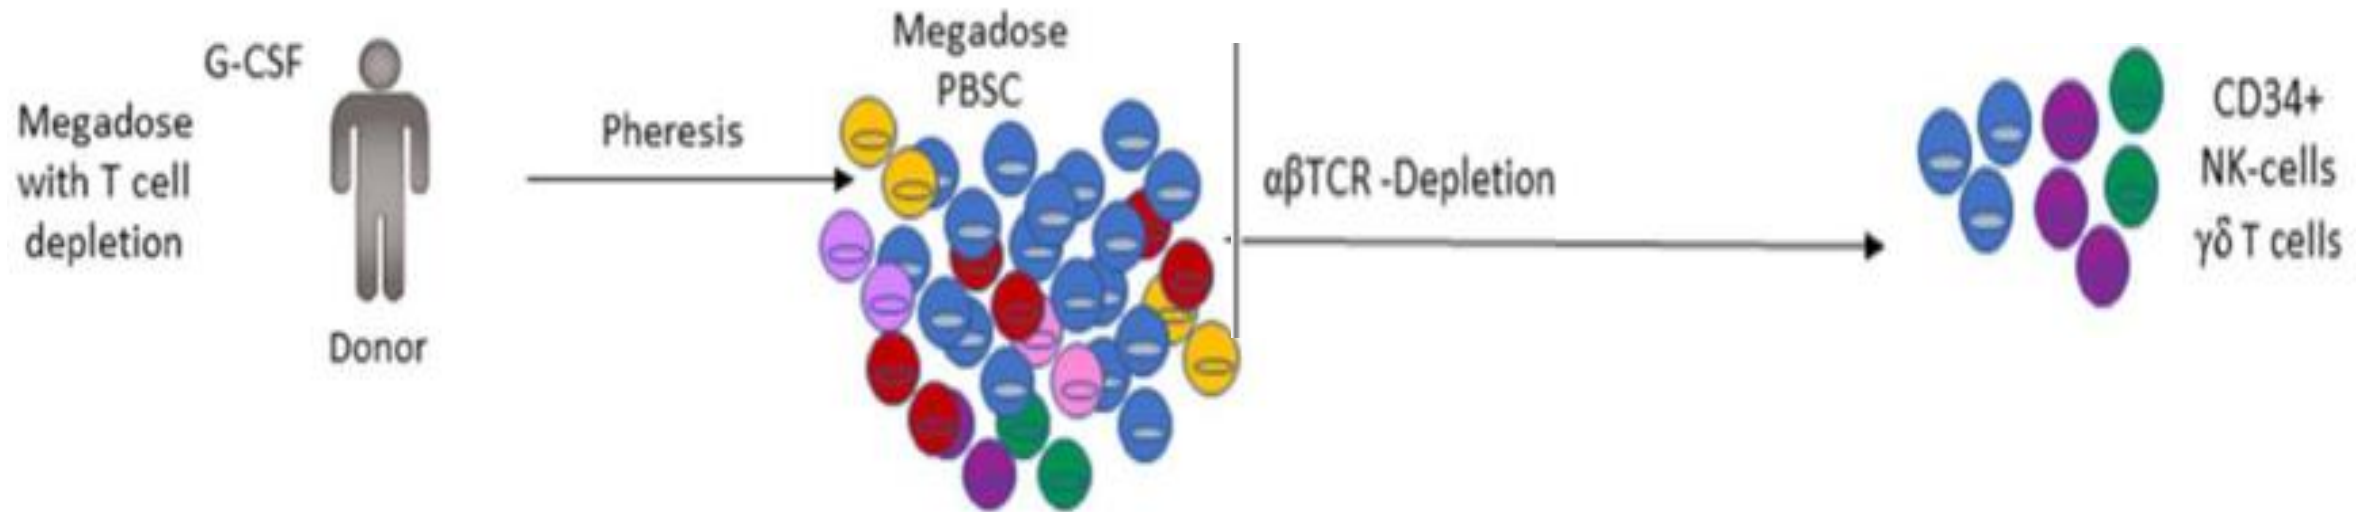 G-CSF
Megadose
with T cell
depletion
Donor
Pheresis
Megadose
PBSC
αβTCR -Depletion
CD34+
NK-cells
γδ T cells